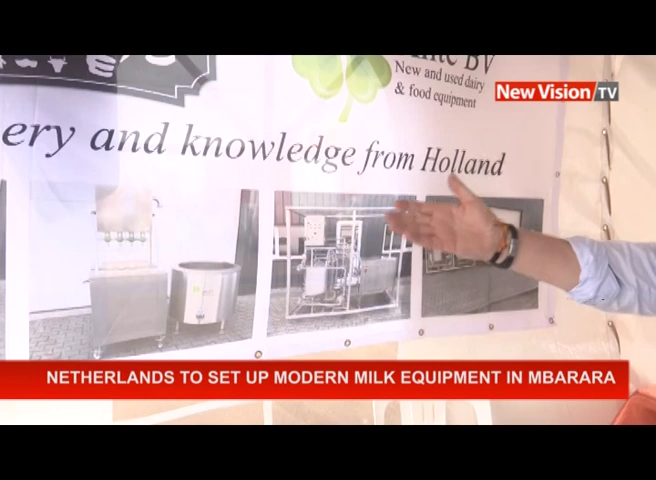 BV
New and used dairy
& food equipment
New Vision TV
and knowledge from Holland
NETHERLANDS TO SET UP MODERN MILK EQUIPMENT IN MBARARA